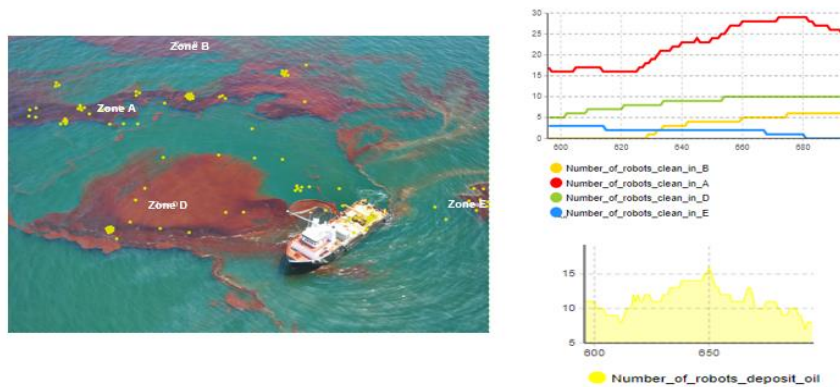 Zone B
Zone A
Zone D
Zone E
30
25
20
15
10
5
0
600
620
640
660
680
Number_of_robots_clean_in_B
Number_of_robots_clean_in_A
Number_of_robots_clean_in_D
Number_of_robots_clean_in_E
15
10
5
600
650
Number_of_robots_deposit_oil